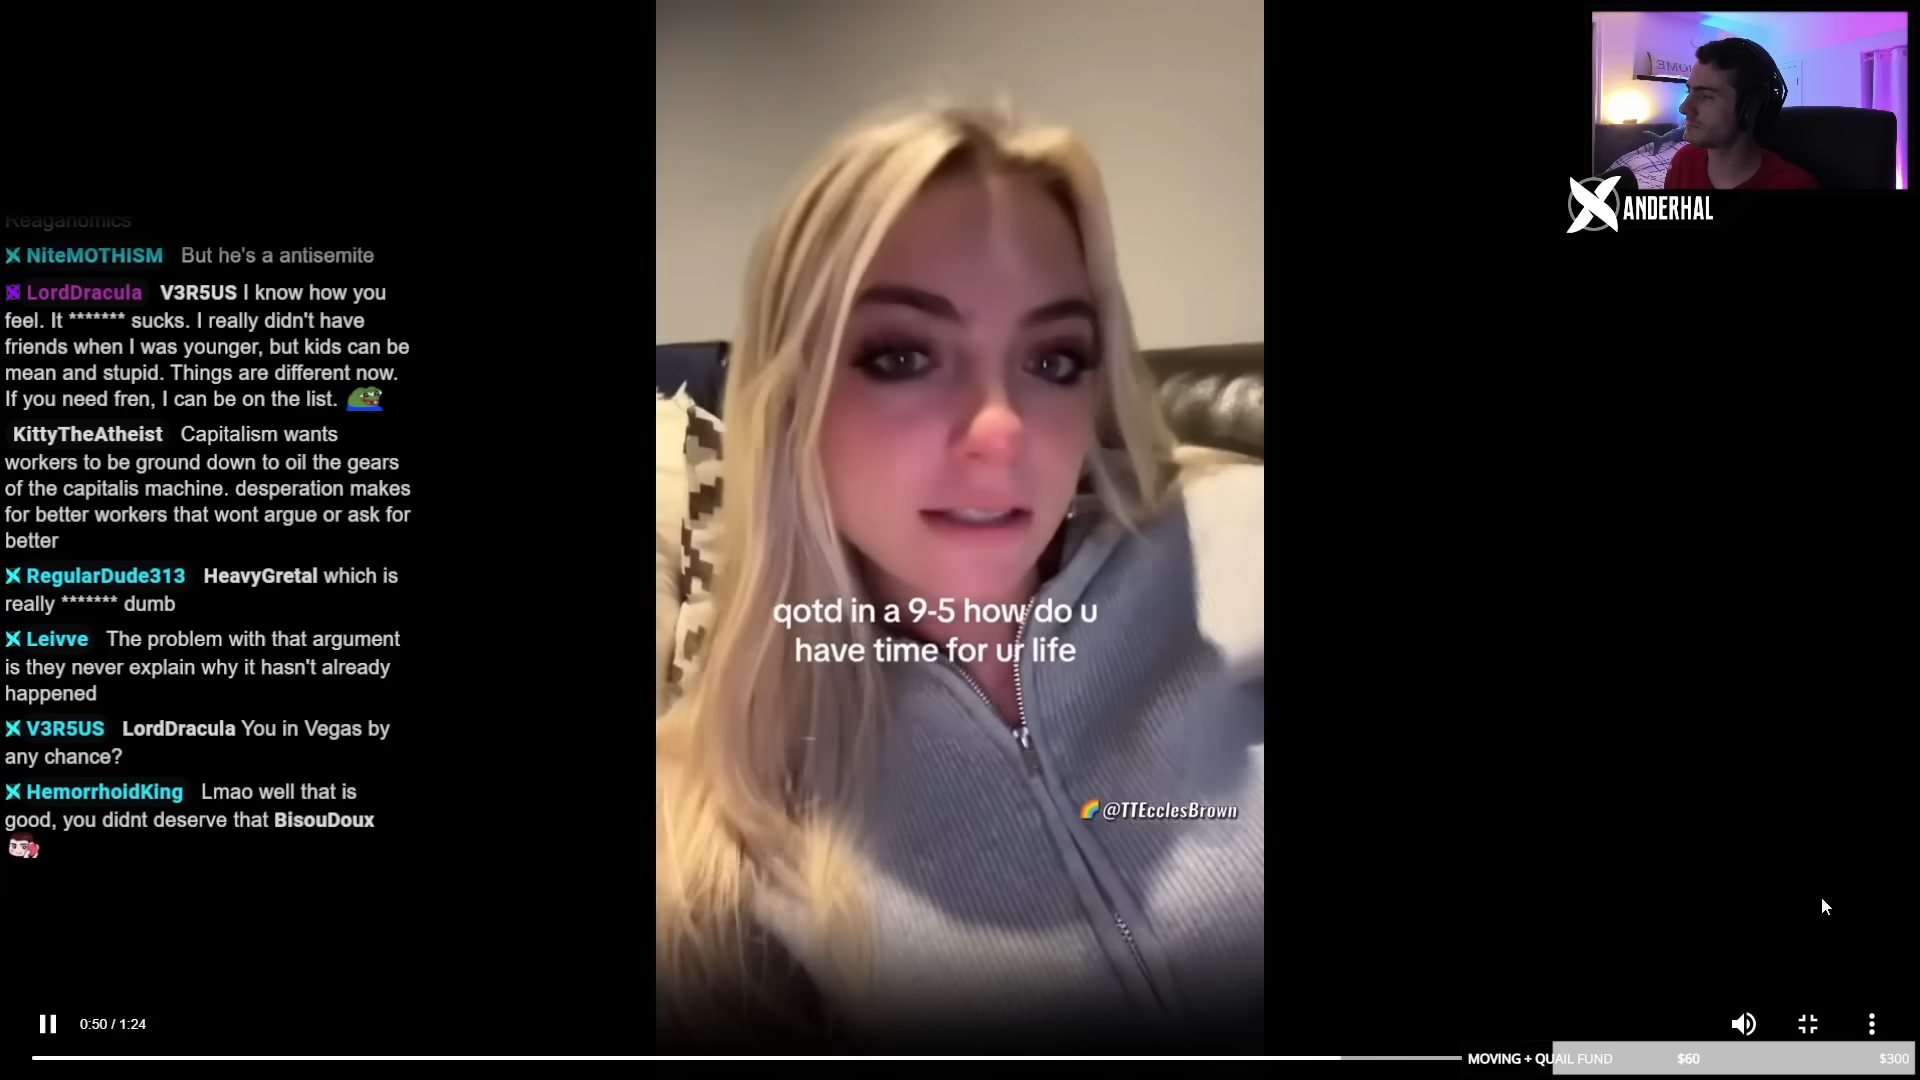 Reaganomics
NiteMOTHISM But he's a antisemite
LordDracula V3R5US I know how you
feel. It ******* sucks. I really didn't have
friends when I was younger, but kids can be
mean and stupid. Things are different now.
If you need fren, I can be on the list.
KittyTheAtheist Capitalism wants
workers to be ground down to oil the gears
of the capitalis machine. desperation makes
for better workers that wont argue or ask for
better
RegularDude313 HeavyGretal which is
really ******* dumb
Leivve The problem with that argument
is they never explain why it hasn't already
happened
V3R5US LordDracula You in Vegas by
any chance?
HemorrhoidKing Lmao well that is
good, you didnt deserve that BisouDoux
qotd in a 9-5 how do u
have time for ur life
@TTEcclesBrown
HOME
XANDERHAL
0:50 / 1:24
MOVING + QUAIL FUND $60 $300